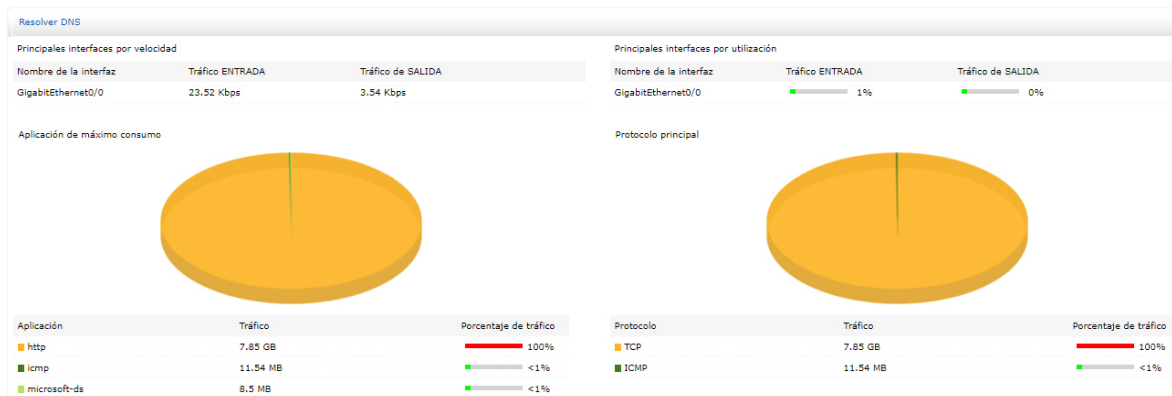 Resolver DNS
Principales interfaces por velocidad
Nombre de la interfaz Tráfico ENTRADA Tráfico de SALIDA
GigabitEthernet0/0 23.52 Kbps 3.54 Kbps
Principales interfaces por utilización
Nombre de la interfaz Tráfico ENTRADA Tráfico de SALIDA
GigabitEthernet0/0 1% 0%
Aplicación de máximo consumo
Aplicación Tráfico Porcentaje de tráfico
http 7.85 GB 100%
icmp 11.54 MB <1%
microsoft-ds 8.5 MB <1%
Protocolo principal
Protocolo Tráfico Porcentaje de tráfico
TCP 7.85 GB 100%
ICMP 11.54 MB <1%